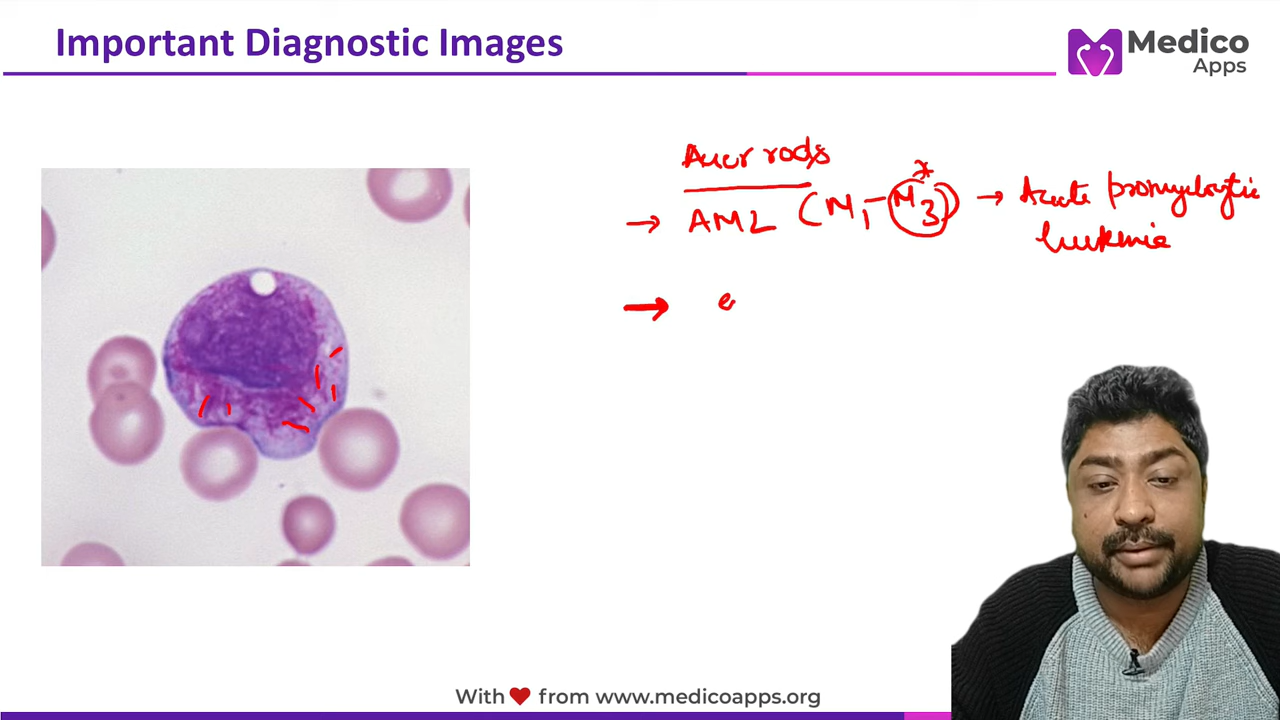 Important Diagnostic Images
Medico
Apps
Auer rods
→ AML (M1-M3)* → Acute promyelocytic
leukemia
→ e
With ❤ from www.medicoapps.org